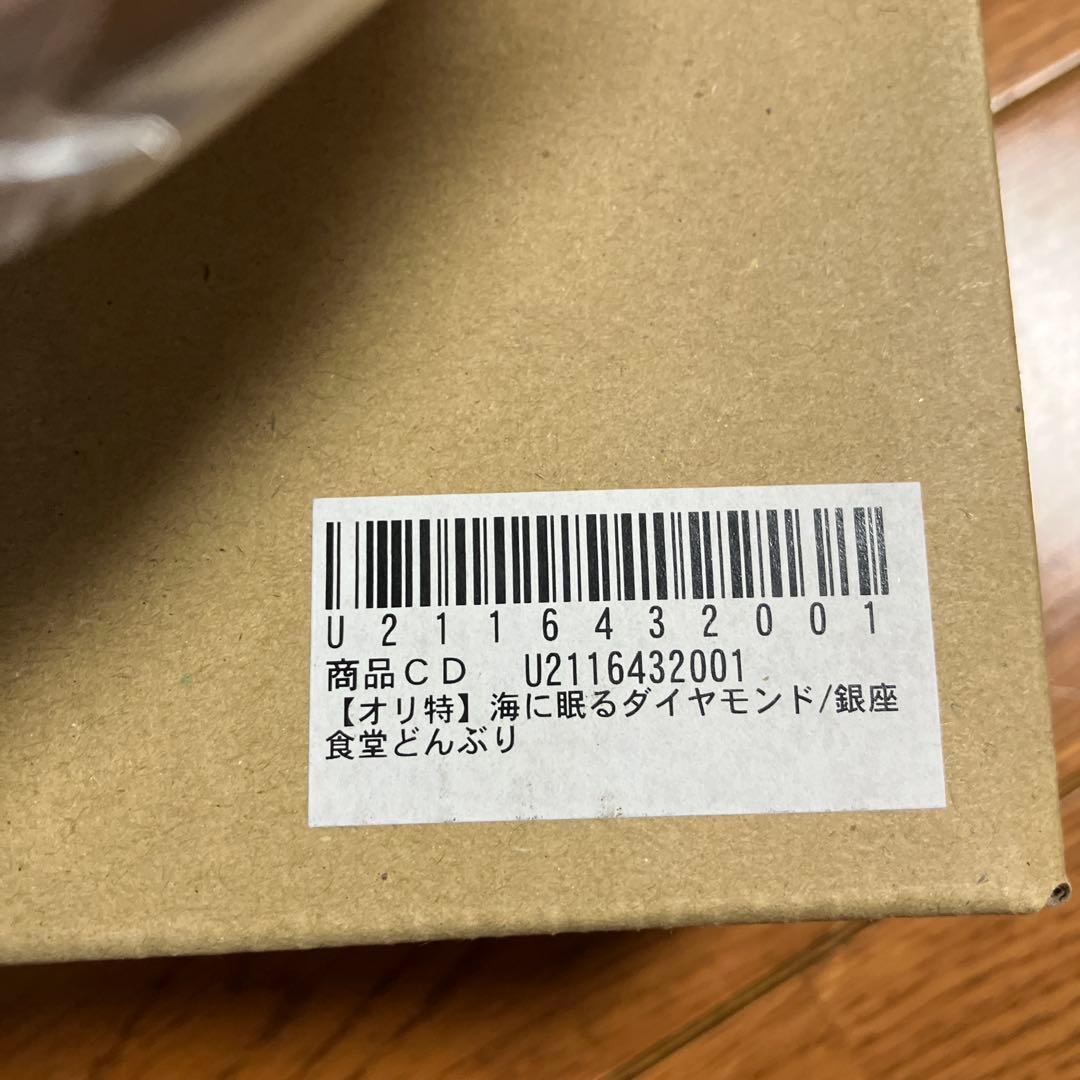 U2116432001
商品CD U2116432001
【オリ特】海に眠るダイヤモンド/銀座
食堂どんぶり